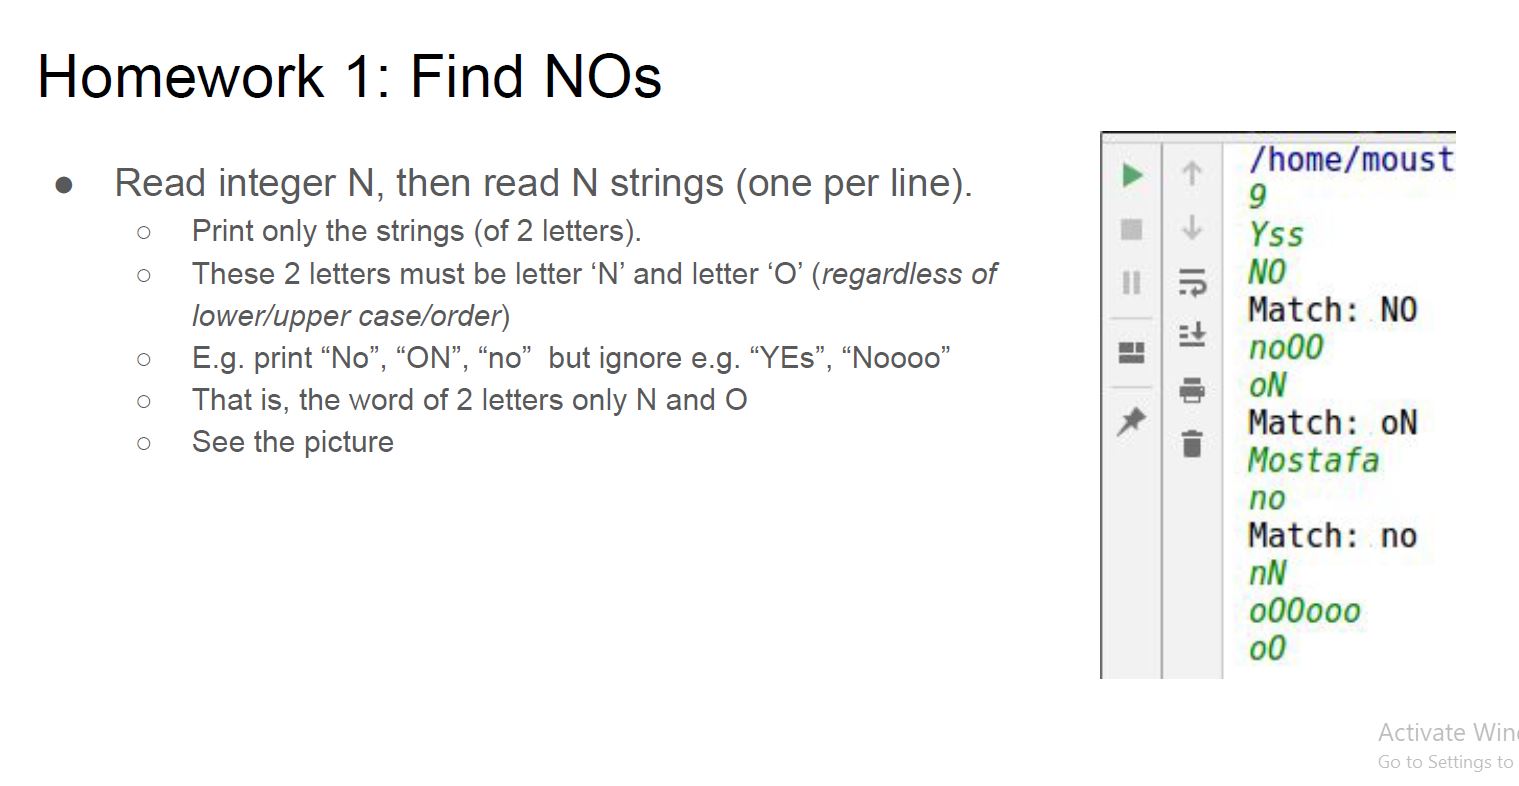 Homework 1: Find NOs
● Read integer N, then read N strings (one per line).
○ Print only the strings (of 2 letters).
○ These 2 letters must be letter ‘N’ and letter ‘O’ (regardless of
lower/upper case/order)
○ E.g. print “No”, “ON”, “no” but ignore e.g. “YEs”, “Noooo”
○ That is, the word of 2 letters only N and O
○ See the picture
/home/moust
9
Yss
NO
Match: NO
noOO
oN
Match: oN
Mostafa
no
Match: no
nN
oOOooo
oO
Activate Win
Go to Settings to